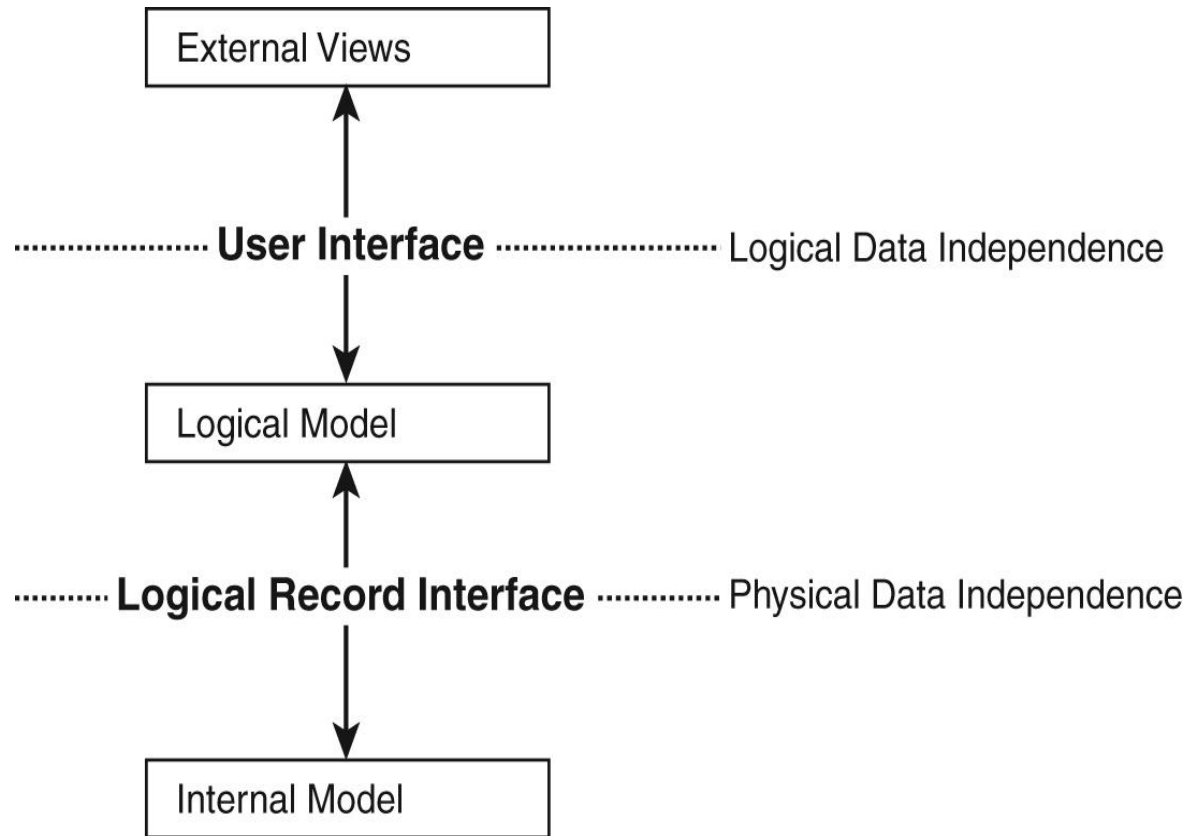 External Views
User Interface
Logical Data Independence
Logical Model
Logical Record Interface
Physical Data Independence
Internal Model